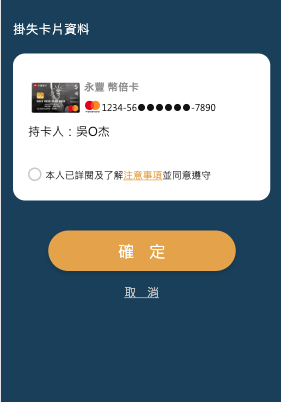 掛失卡片資料
永豐 幣倍卡
1234-56●●●●●●-7890
持卡人：吳O杰
本人已詳閱及了解注意事項並同意遵守
確 定
取 消